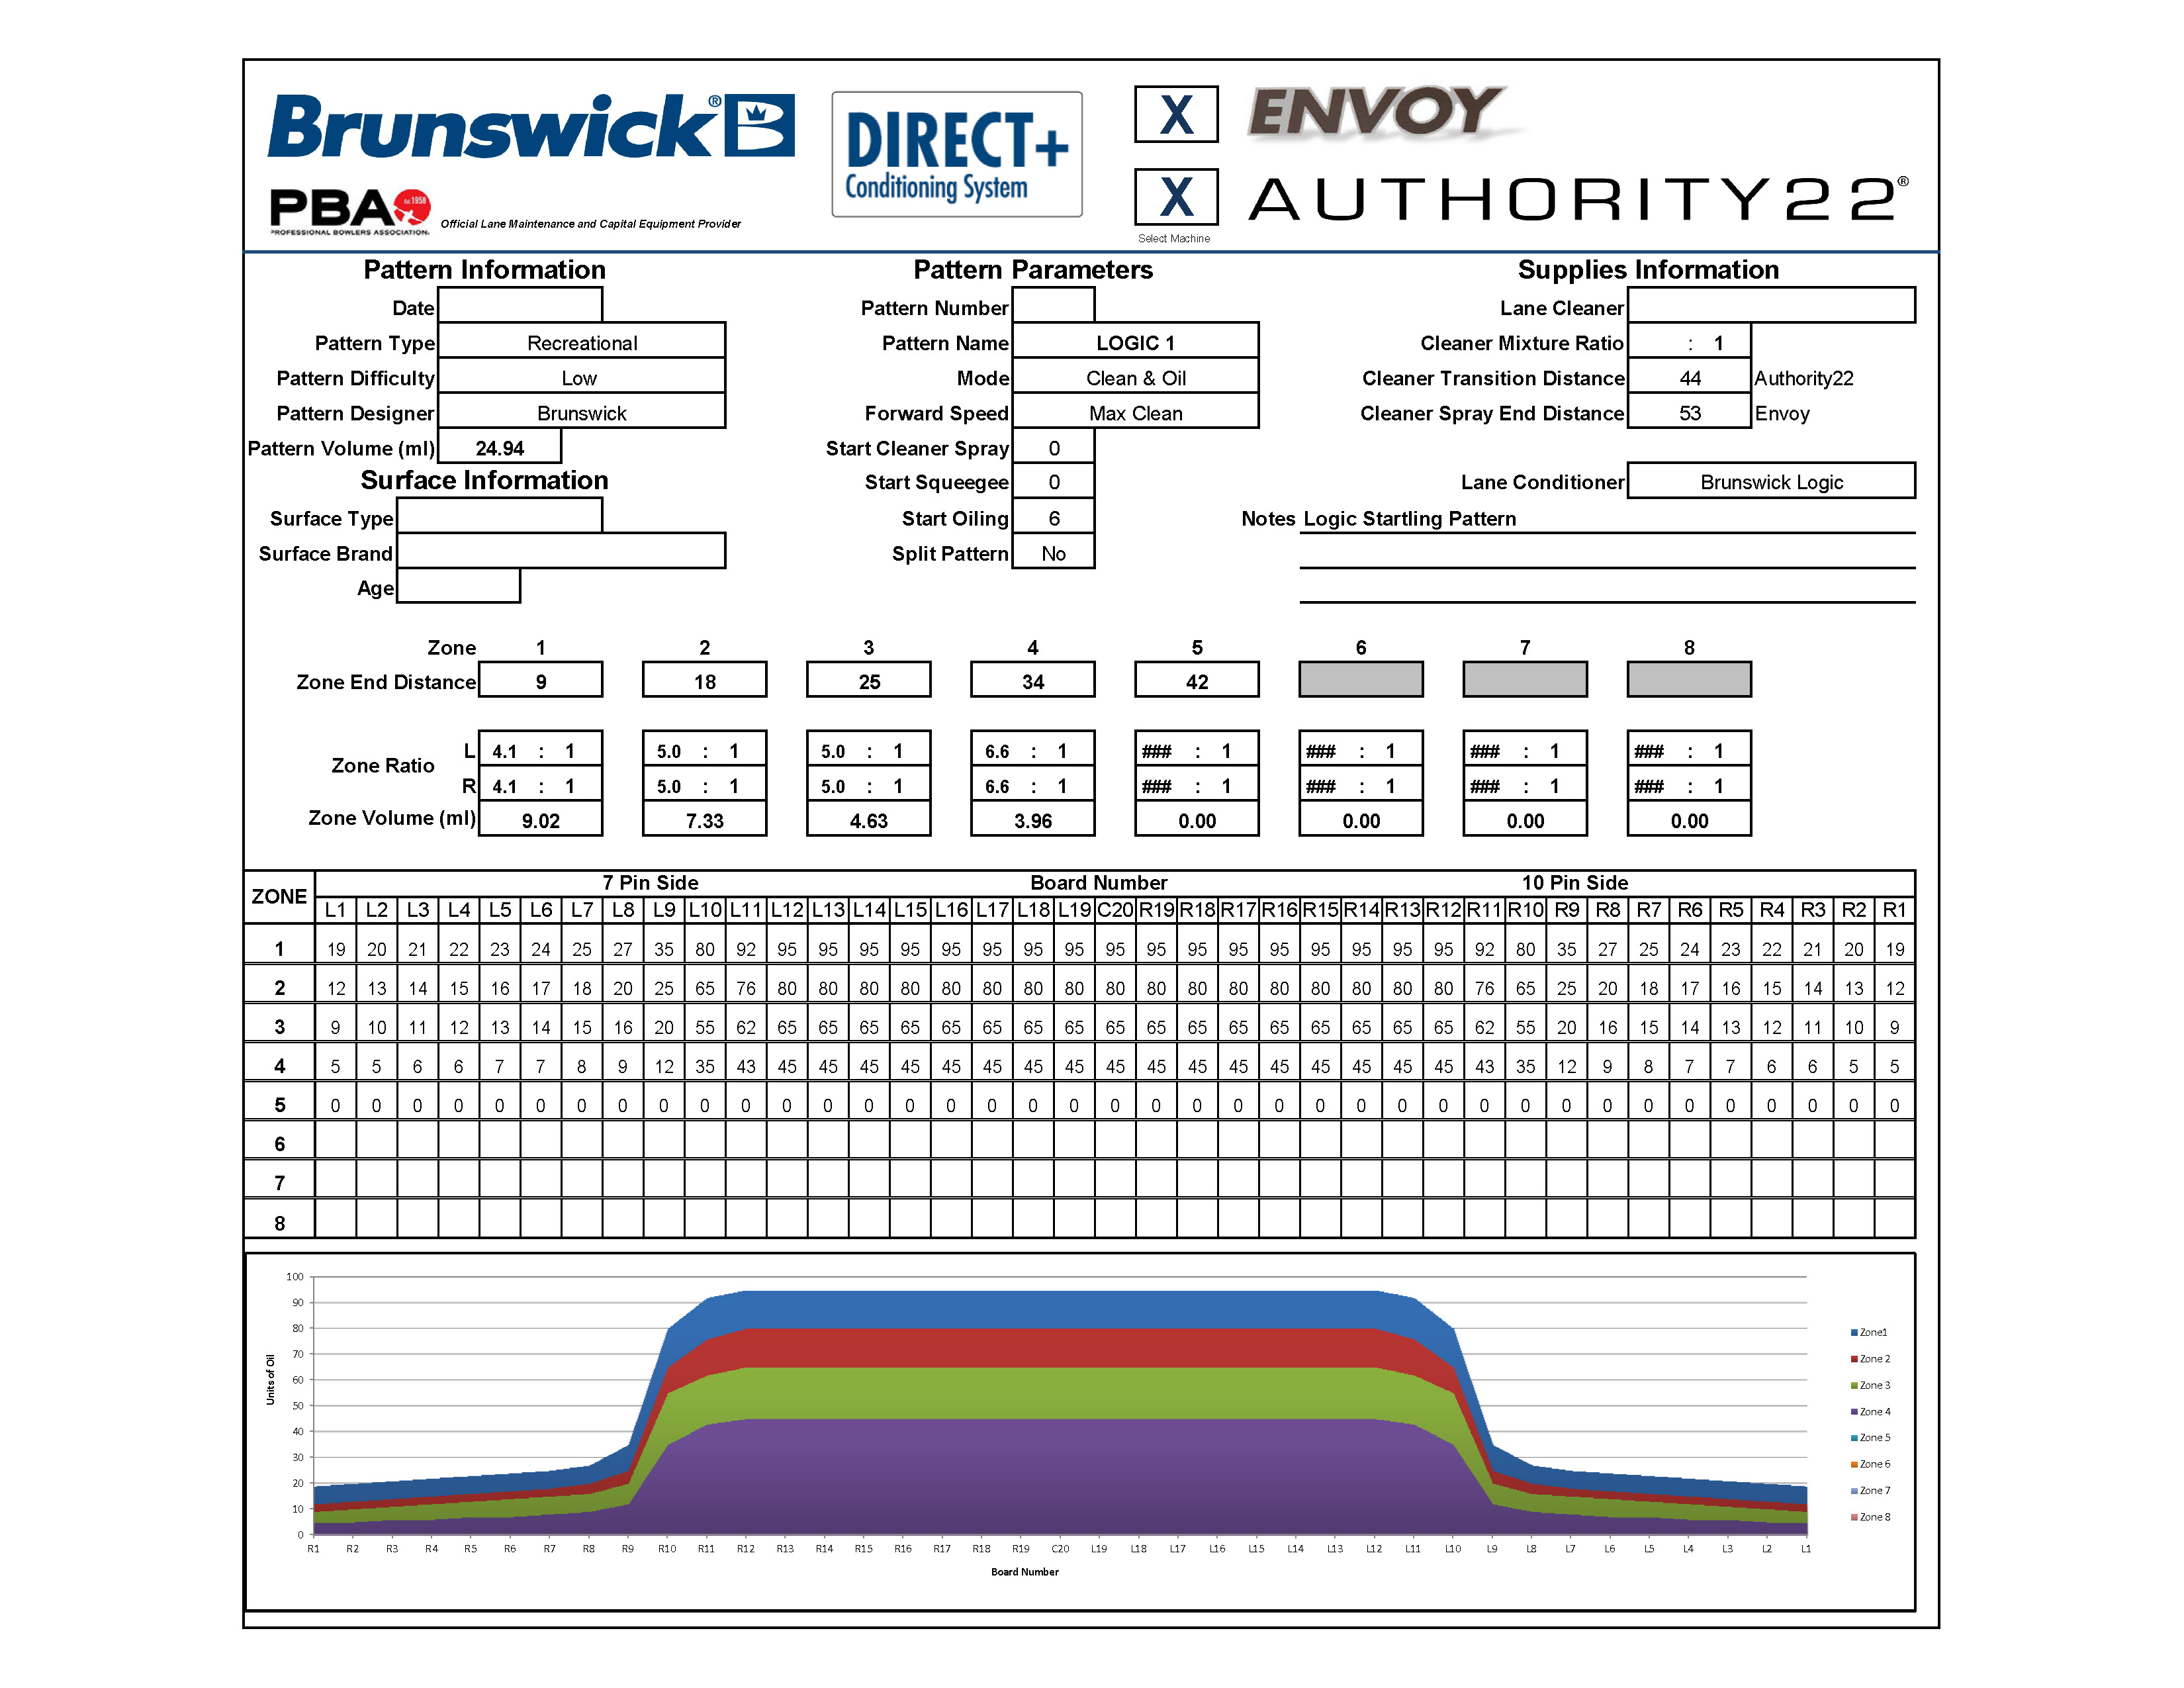 Brunswick® B
DIRECT+
Conditioning System
X ENVOY
X AUTHORITY22®
Select Machine
PBA Est. 1958
PROFESSIONAL BOWLERS ASSOCIATION.
Official Lane Maintenance and Capital Equipment Provider
Pattern Information
Date
Pattern Type Recreational
Pattern Difficulty Low
Pattern Designer Brunswick
Pattern Volume (ml) 24.94
Surface Information
Surface Type
Surface Brand
Age
Pattern Parameters
Pattern Number
Pattern Name LOGIC 1
Mode Clean & Oil
Forward Speed Max Clean
Start Cleaner Spray 0
Start Squeegee 0
Start Oiling 6
Split Pattern No
Supplies Information
Lane Cleaner
Cleaner Mixture Ratio : 1
Cleaner Transition Distance 44 Authority22
Cleaner Spray End Distance 53 Envoy
Lane Conditioner Brunswick Logic
Notes Logic Startling Pattern
Zone 1 2 3 4 5 6 7 8
Zone End Distance 9 18 25 34 42
Zone Ratio
L 4.1 : 1 5.0 : 1 5.0 : 1 6.6 : 1 ### : 1 ### : 1 ### : 1 ### : 1
R 4.1 : 1 5.0 : 1 5.0 : 1 6.6 : 1 ### : 1 ### : 1 ### : 1 ### : 1
Zone Volume (ml) 9.02 7.33 4.63 3.96 0.00 0.00 0.00 0.00
ZONE 7 Pin Side Board Number 10 Pin Side
L1 L2 L3 L4 L5 L6 L7 L8 L9 L10 L11 L12 L13 L14 L15 L16 L17 L18 L19 C20 R19 R18 R17 R16 R15 R14 R13 R12 R11 R10 R9 R8 R7 R6 R5 R4 R3 R2 R1
1 19 20 21 22 23 24 25 27 35 80 92 95 95 95 95 95 95 95 95 95 95 95 95 95 95 95 95 95 92 80 35 27 25 24 23 22 21 20 19
2 12 13 14 15 16 17 18 20 25 65 76 80 80 80 80 80 80 80 80 80 80 80 80 80 80 80 80 80 76 65 25 20 18 17 16 15 14 13 12
3 9 10 11 12 13 14 15 16 20 55 62 65 65 65 65 65 65 65 65 65 65 65 65 65 65 65 65 65 62 55 20 16 15 14 13 12 11 10 9
4 5 5 6 6 7 7 8 9 12 35 43 45 45 45 45 45 45 45 45 45 45 45 45 45 45 45 45 45 43 35 12 9 8 7 7 6 6 5 5
5 0 0 0 0 0 0 0 0 0 0 0 0 0 0 0 0 0 0 0 0 0 0 0 0 0 0 0 0 0 0 0 0 0 0 0 0 0 0 0
6
7
8
Units of Oil
100
90
80
70
60
50
40
30
20
10
0
R1 R2 R3 R4 R5 R6 R7 R8 R9 R10 R11 R12 R13 R14 R15 R16 R17 R18 R19 C20 L19 L18 L17 L16 L15 L14 L13 L12 L11 L10 L9 L8 L7 L6 L5 L4 L3 L2 L1
Board Number
Zone1
Zone 2
Zone 3
Zone 4
Zone 5
Zone 6
Zone 7
Zone 8